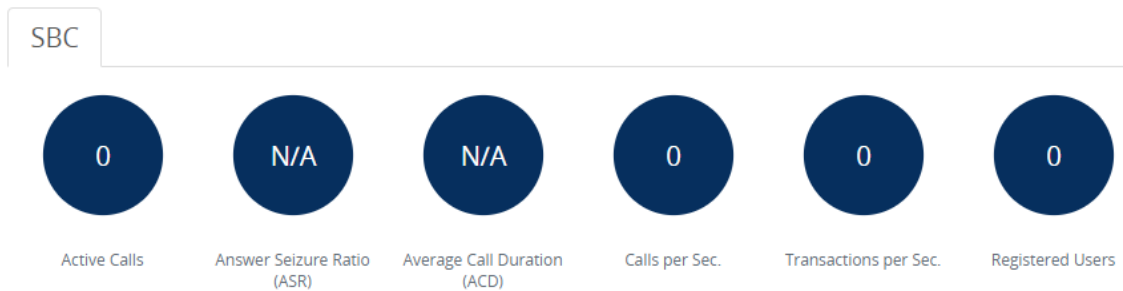 SBC
0
N/A
N/A
0
0
0
Active Calls
Answer Seizure Ratio
(ASR)
Average Call Duration
(ACD)
Calls per Sec.
Transactions per Sec.
Registered Users